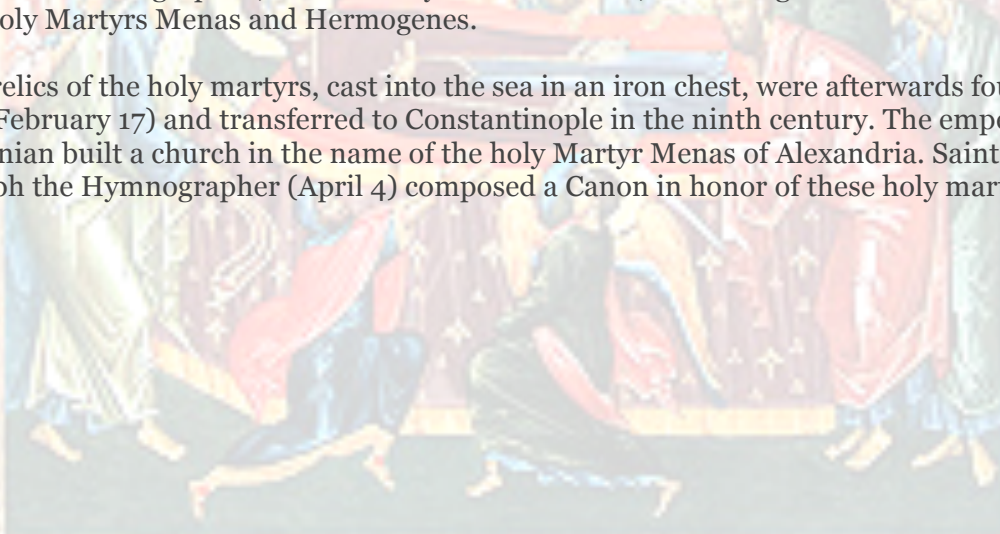 oly Martyrs Menas and Hermogenes.
relics of the holy martyrs, cast into the sea in an iron chest, were afterwards fou
February 17) and transferred to Constantinople in the ninth century. The empe
nian built a church in the name of the holy Martyr Menas of Alexandria. Saint
ph the Hymnographer (April 4) composed a Canon in honor of these holy mar